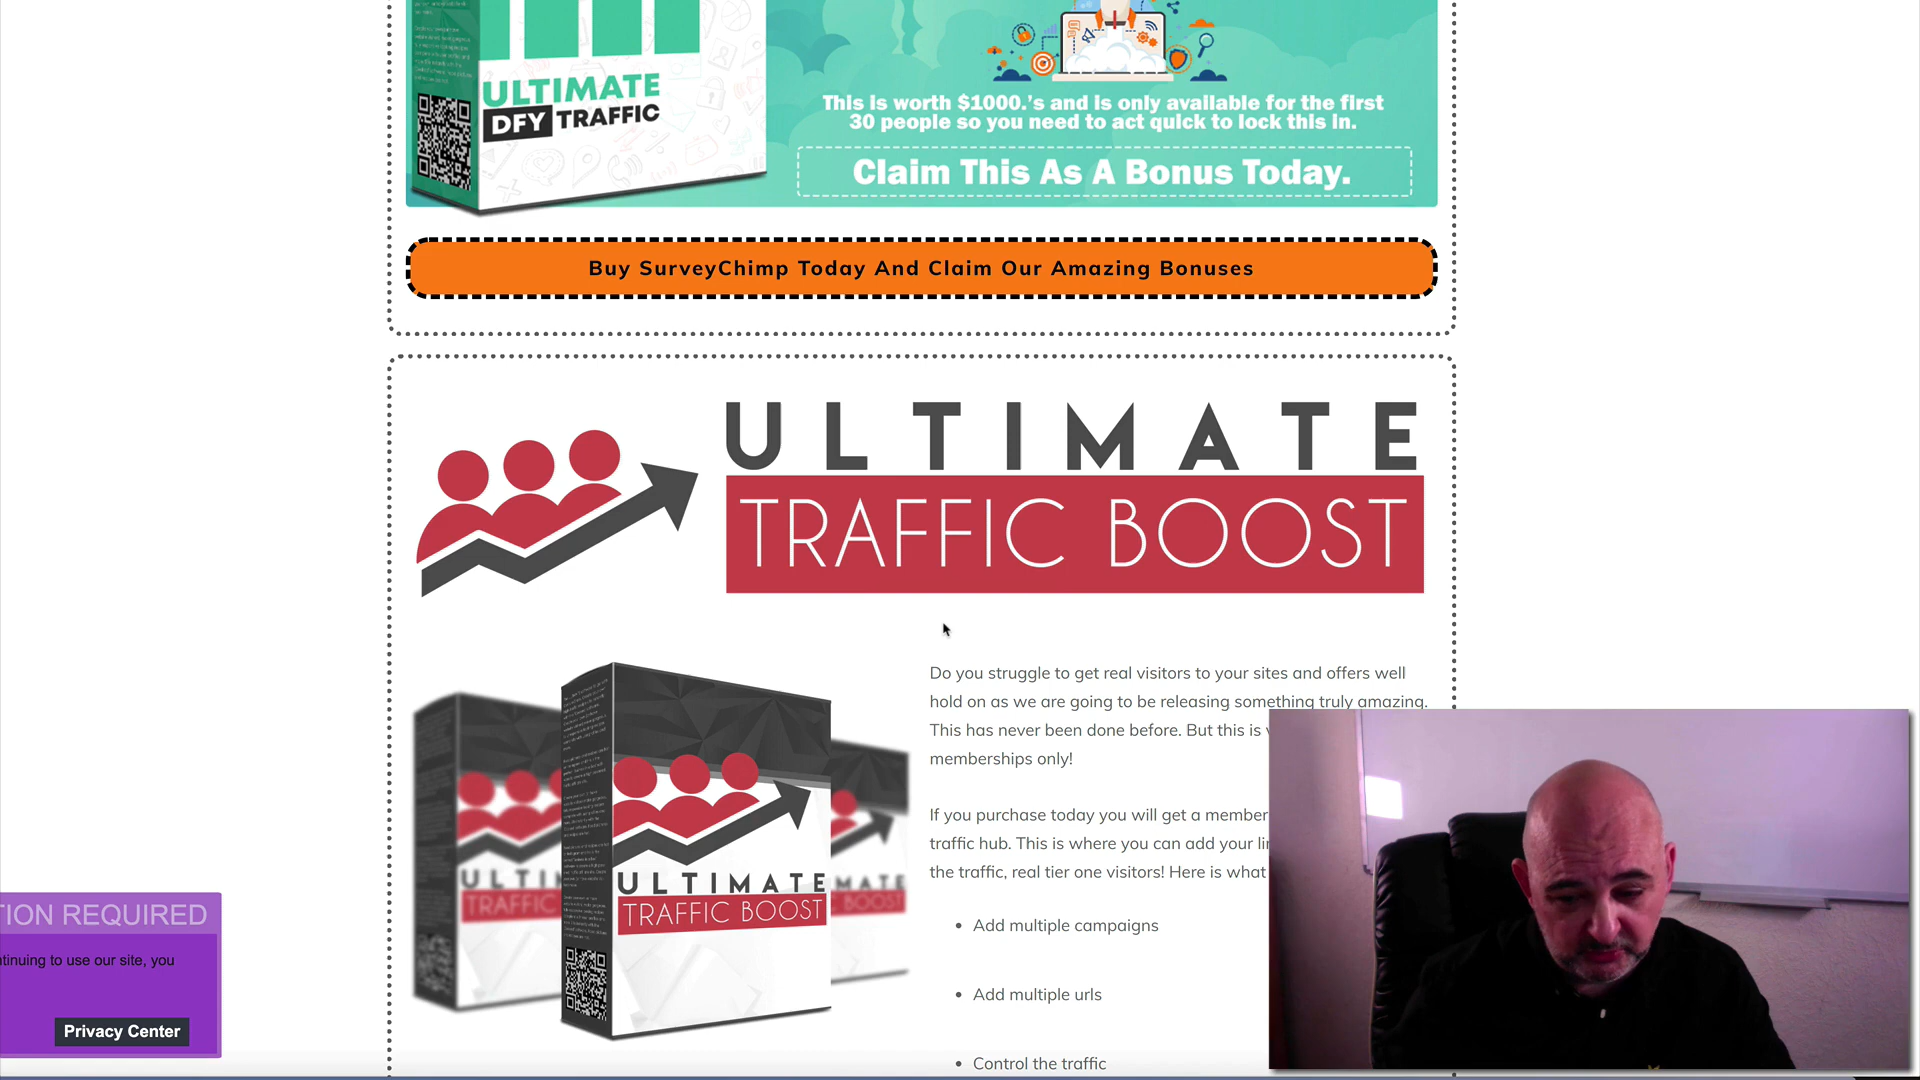 ULTIMATE
DFY TRAFFIC
This is worth $1000.'s and is only available for the first
30 people so you need to act quick to lock this in.
Claim This As A Bonus Today.
Buy SurveyChimp Today And Claim Our Amazing Bonuses
ULTIMATE
TRAFFIC BOOST
Do you struggle to get real visitors to your sites and offers well
hold on as we are going to be releasing something truly amazing.
This has never been done before. But this is
memberships only!
If you purchase today you will get a member
traffic hub. This is where you can add your
the traffic, real tier one visitors! Here is what
• Add multiple campaigns
• Add multiple urls
• Control the traffic
ULTIMATE
TRAFFIC BOOST
TION REQUIRED
ntinuing to use our site, you
Privacy Center